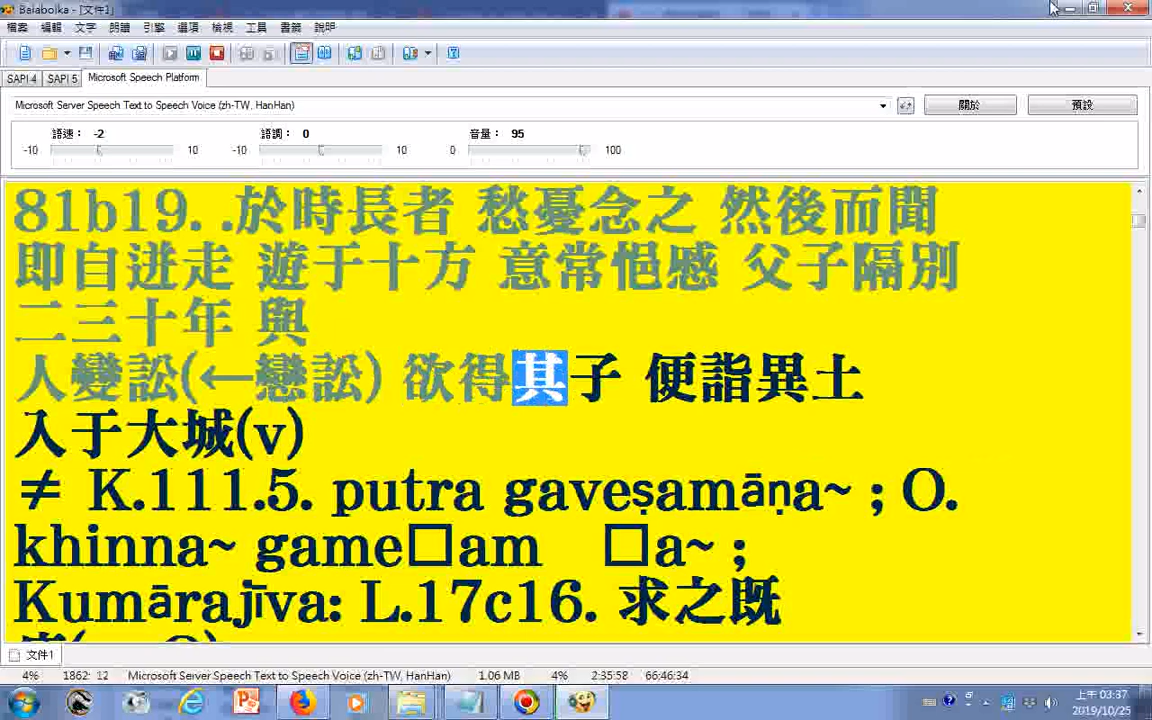 Balabolka - [文件1]
檔案 編輯 文字 朗讀 引擎 選項 檢視 工具 書籤 說明
SAPI 4 SAPI 5 Microsoft Speech Platform
Microsoft Server Speech Text to Speech Voice (zh-TW, HanHan) 關於 預設
語速： -2 語調： 0 音量： 95
-10 10 -10 10 0 100
81b19. .於時長者 愁憂念之 然後而聞
即自迸走 遊于十方 意常悒慼 父子隔別
二三十年 與
人變訟(←戀訟) 欲得其子 便詣異土
入于大城(v)
≠ K.111.5. putra gaveṣamāṇa~ ; O.
khinna~ game□am □a~ ;
Kumārajīva: L.17c16. 求之既
文件1
4% 1862: 12 Microsoft Server Speech Text to Speech Voice (zh-TW, HanHan) 1.06 MB 4% 2:35:58 66:46:34
上午 03:37
2019/10/25